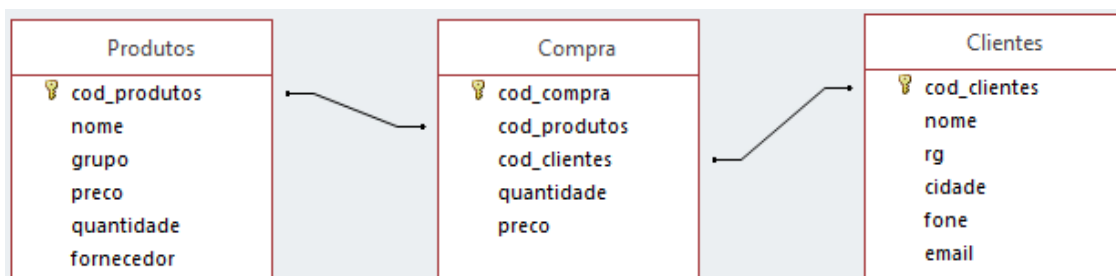 Produtos
cod_produtos
nome
grupo
preco
quantidade
fornecedor
Compra
cod_compra
cod_produtos
cod_clientes
quantidade
preco
Clientes
cod_clientes
nome
rg
cidade
fone
email